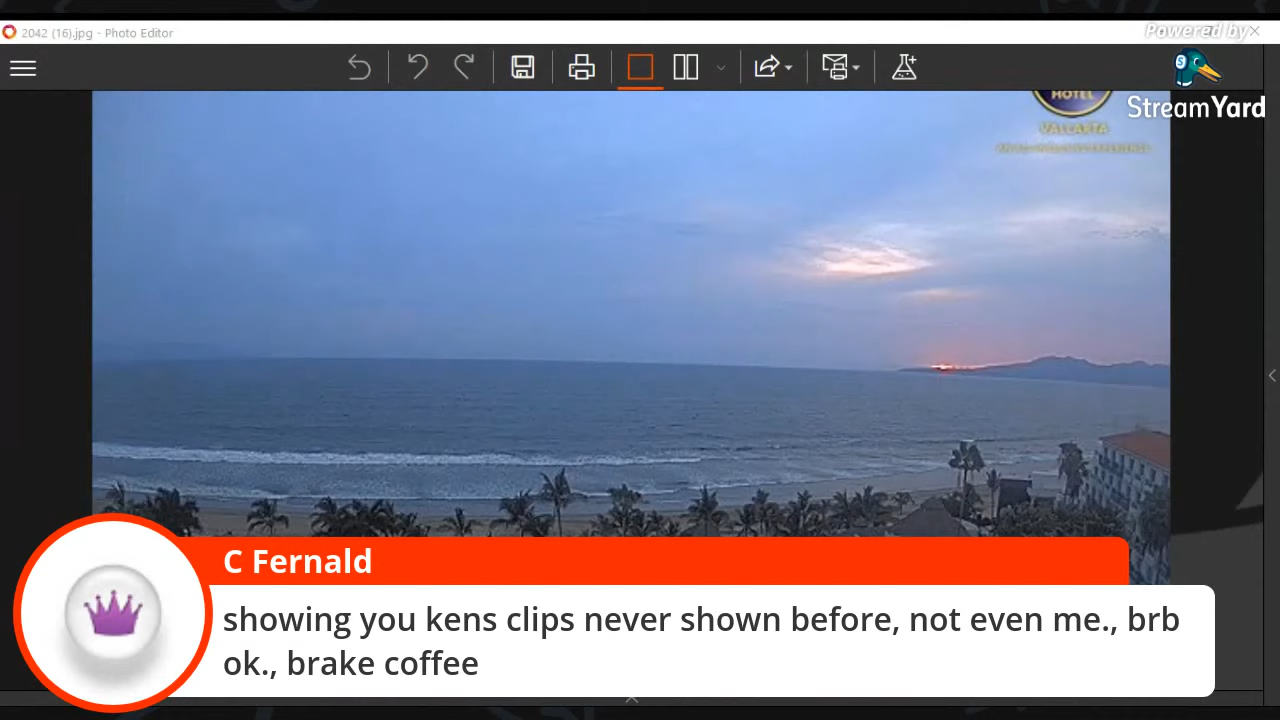 2042 (16).jpg - Photo Editor
Powered by
StreamYard
HOTEL
VALLARTA
C Fernald
showing you kens clips never shown before, not even me., brb
ok., brake coffee